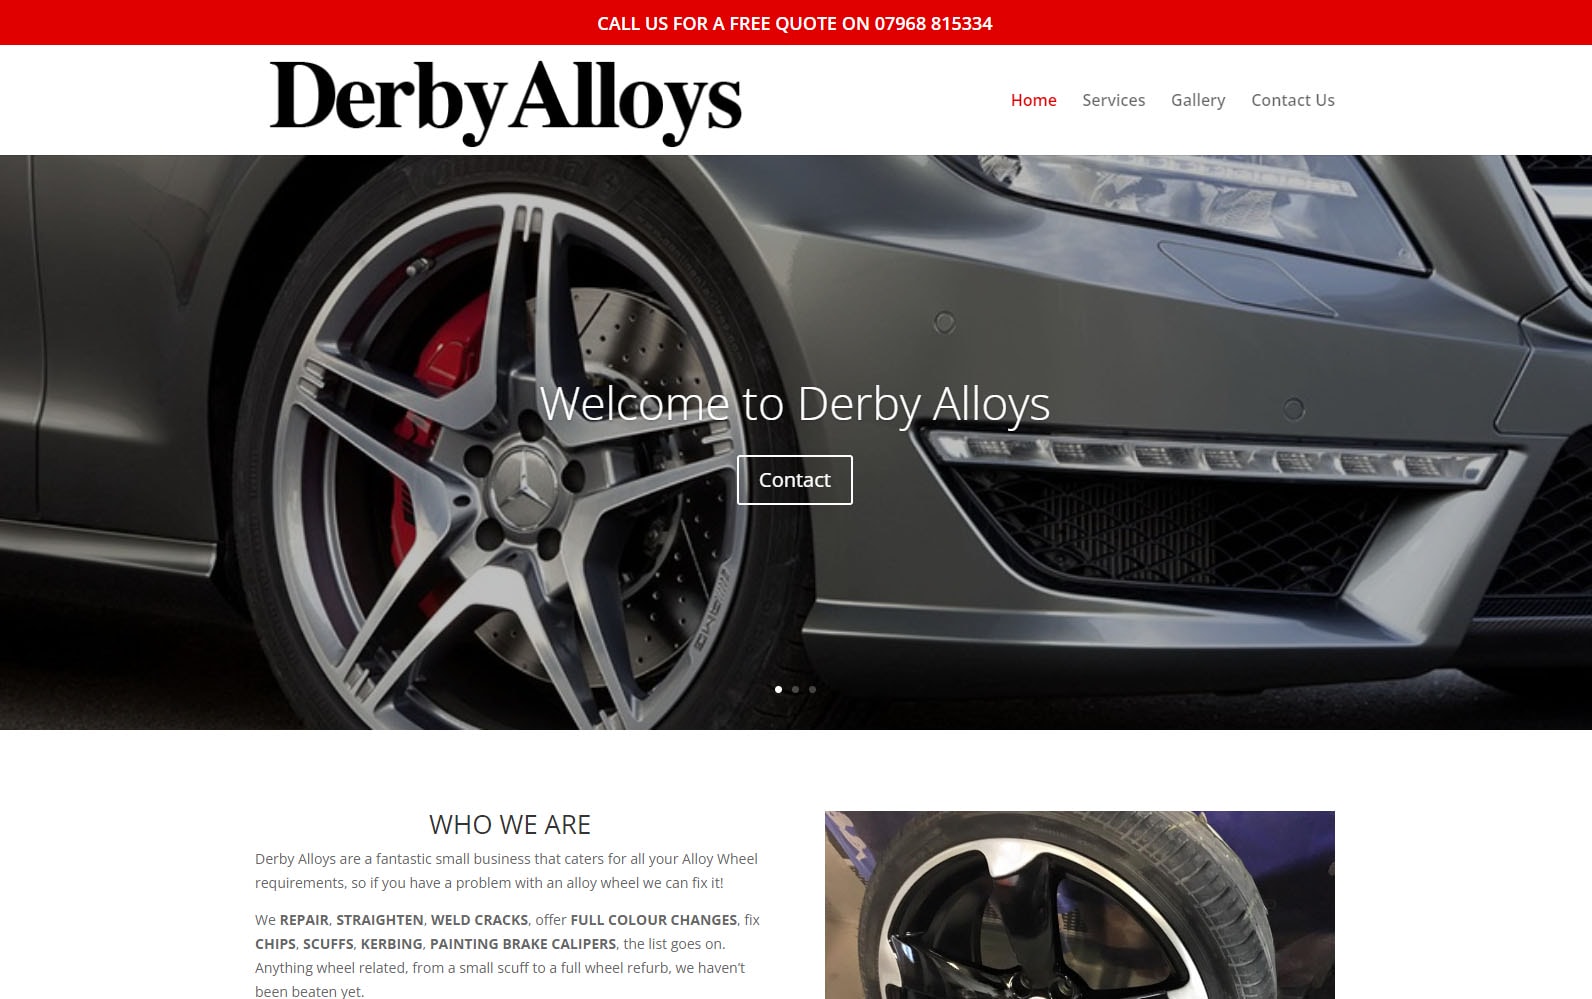 CALL US FOR A FREE QUOTE ON 07968 815334
DerbyAlloys
Home Services Gallery Contact Us
Continental
Welcome to Derby Alloys
Contact
AMG
WHO WE ARE
Derby Alloys are a fantastic small business that caters for all your Alloy Wheel
requirements, so if you have a problem with an alloy wheel we can fix it!
We REPAIR, STRAIGHTEN, WELD CRACKS, offer FULL COLOUR CHANGES, fix
CHIPS, SCUFFS, KERBING, PAINTING BRAKE CALIPERS, the list goes on.
Anything wheel related, from a small scuff to a full wheel refurb, we haven't
been beaten yet.